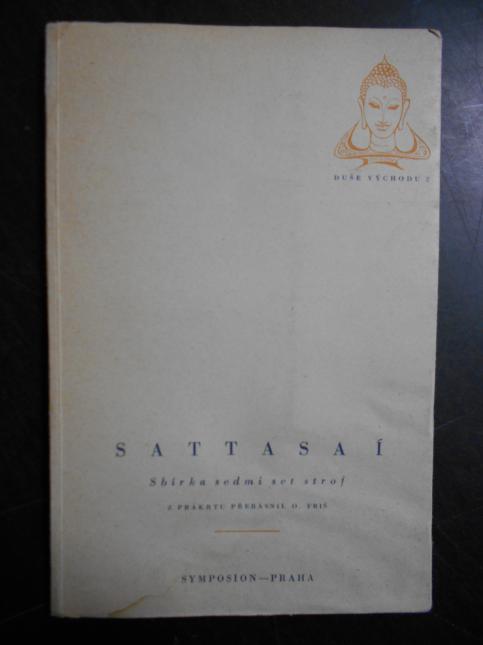 DUŠE VÝCHODU 2
SATTASAÍ
Sbírka sedmi set strof
Z PRÁKRTU PŘEBÁSNIL O. FRIŠ
SYMPOSION—PRAHA